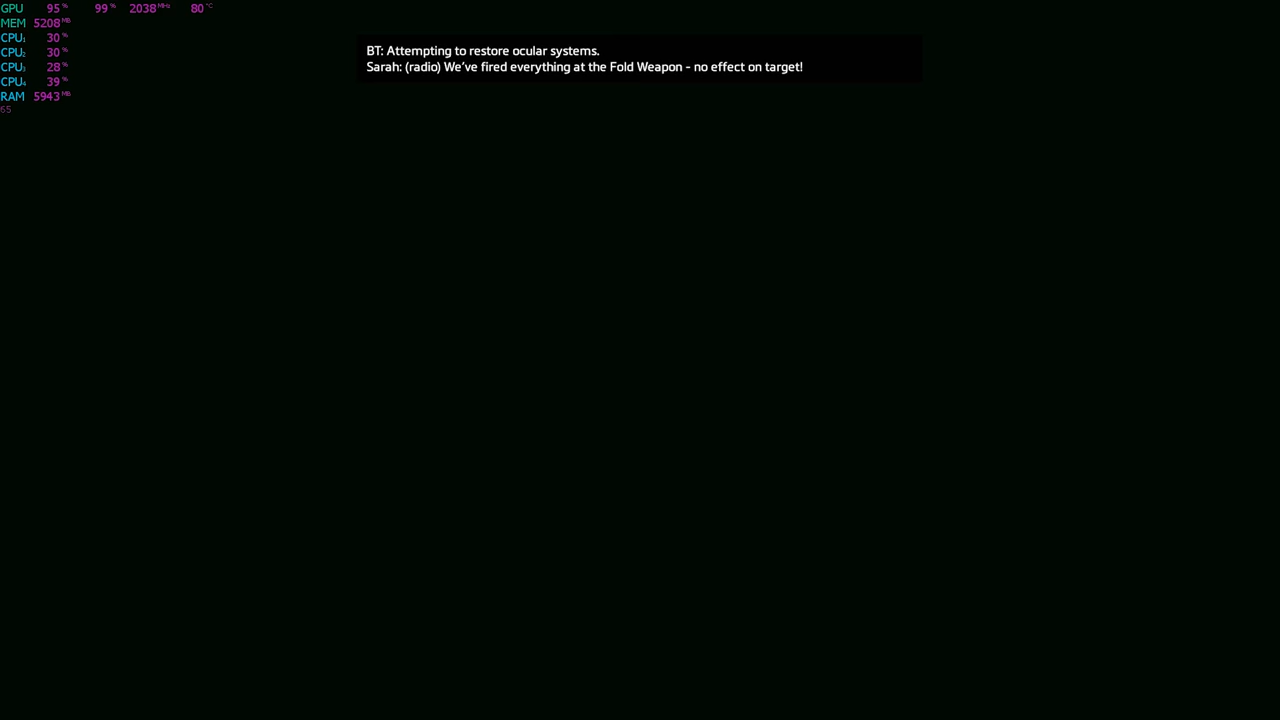 GPU 95 % 99 % 2038 MHz 80 °C
MEM 5208 MB
CPU1 30 %
CPU2 30 %
CPU3 28 %
CPU4 39 %
RAM 5943 MB
65
BT: Attempting to restore ocular systems.
Sarah: (radio) We've fired everything at the Fold Weapon - no effect on target!